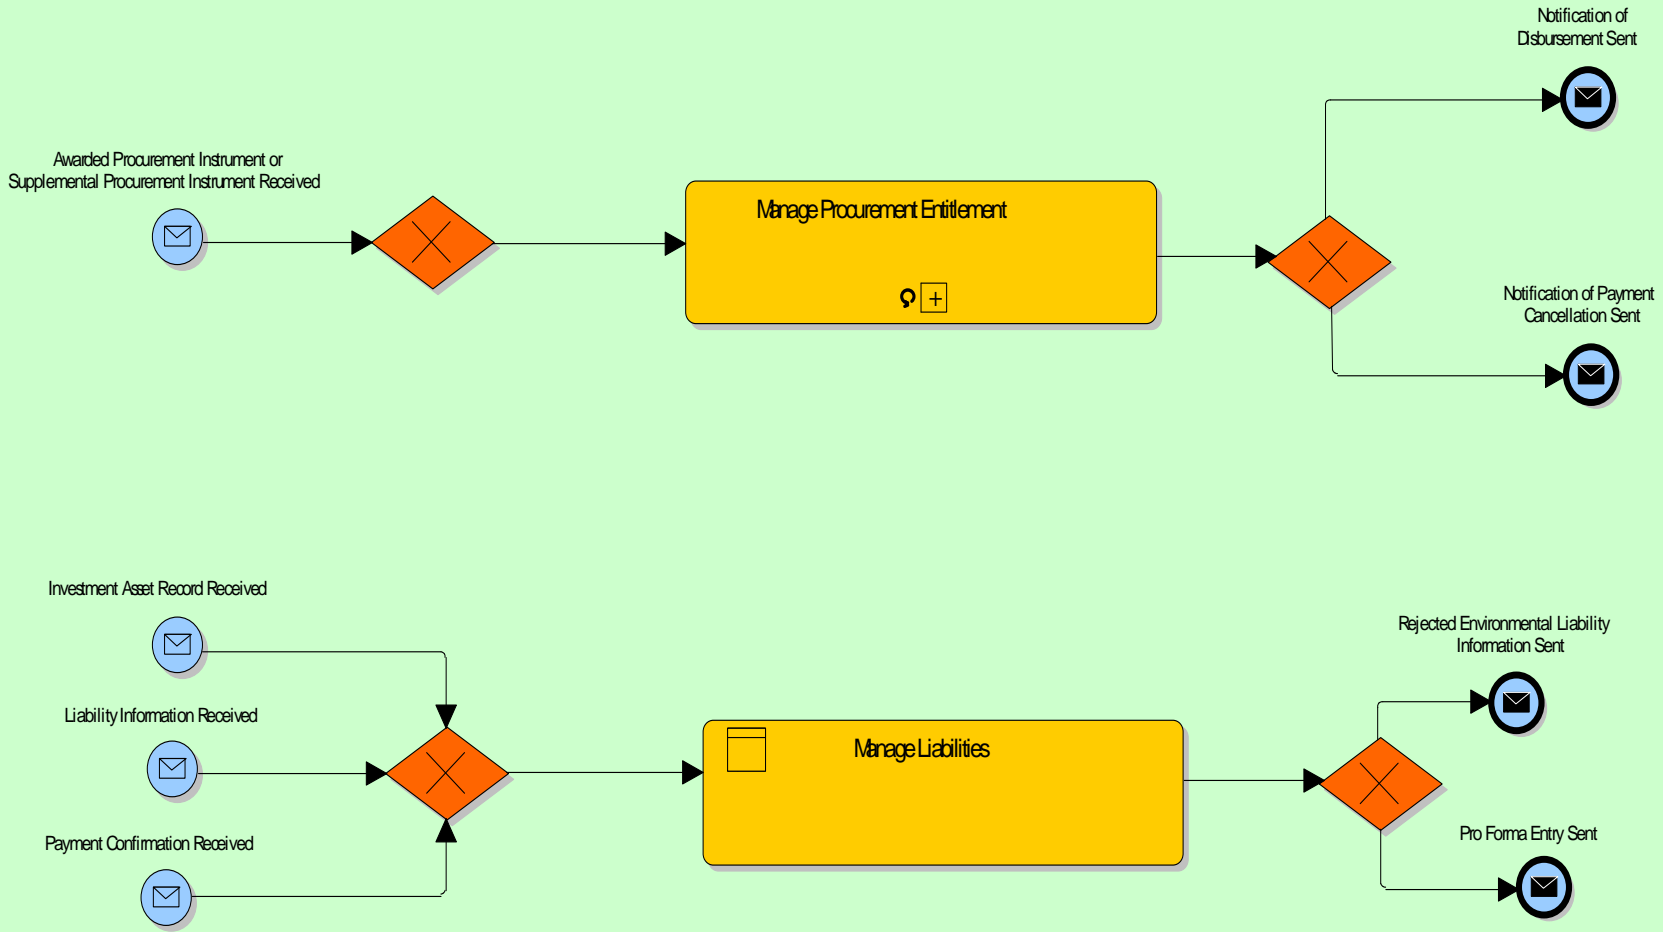 Notification of
Disbursement Sent
Awarded Procurement Instrument or
Supplemental Procurement Instrument Received
Manage Procurement Entitlement
Notification of Payment
Cancellation Sent
Investment Asset Record Received
Liability Information Received
Payment Confirmation Received
Manage Liabilities
Rejected Environmental Liability
Information Sent
Pro Forma Entry Sent